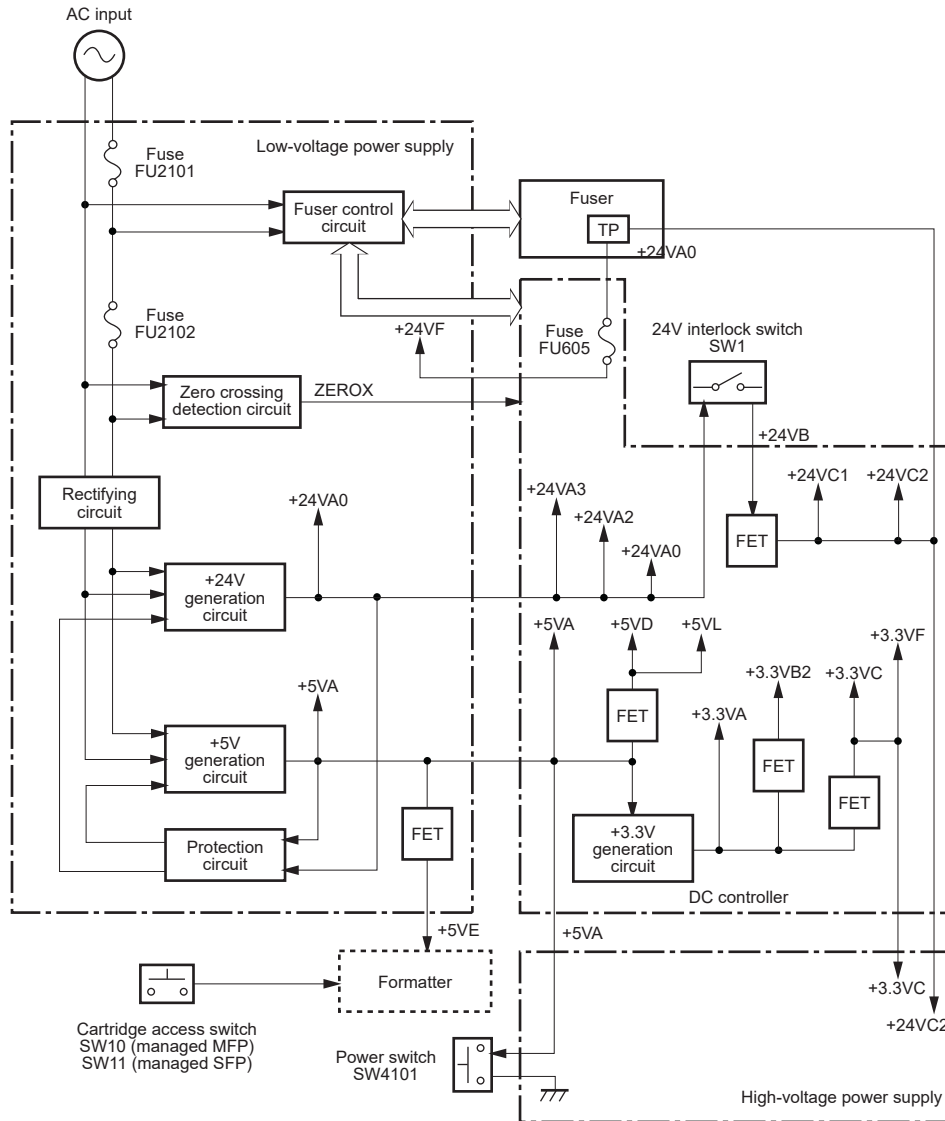 AC input
Low-voltage power supply
Fuse
FU2101
Fuser control
circuit
Fuser
TP
+24VA0
Fuse
FU2102
+24VF
Fuse
FU605
24V interlock switch
SW1
Zero crossing
detection circuit
ZEROX
+24VB
Rectifying
circuit
+24VA0
+24VA3
+24VA2
+24VA0
+24VC1
+24VC2
FET
+24V
generation
circuit
+5VA
+5VA
+5VD
+5VL
+3.3VF
+3.3VB2
+3.3VC
+3.3VA
FET
FET
FET
+5V
generation
circuit
FET
Protection
circuit
+3.3V
generation
circuit
DC controller
+5VE
+5VA
Formatter
+3.3VC
+24VC2
Cartridge access switch
SW10 (managed MFP)
SW11 (managed SFP)
Power switch
SW4101
High-voltage power supply